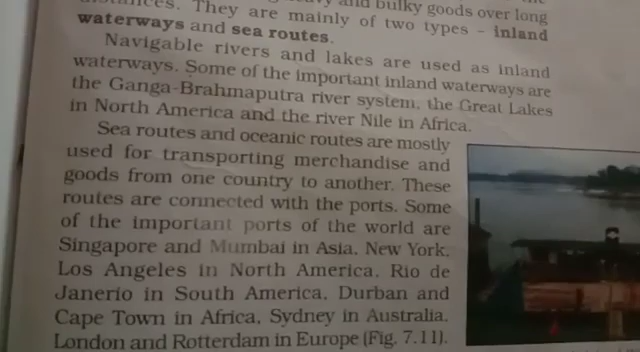 and bulky goods over long
distances. They are mainly of two types – inland
waterways and sea routes.
Navigable rivers and lakes are used as inland
waterways. Some of the important inland waterways are
the Ganga-Brahmaputra river system, the Great Lakes
in North America and the river Nile in Africa.
Sea routes and oceanic routes are mostly
used for transporting merchandise and
goods from one country to another. These
routes are connected with the ports. Some
of the important ports of the world are
Singapore and Mumbai in Asia, New York,
Los Angeles in North America, Rio de
Janerio in South America, Durban and
Cape Town in Africa, Sydney in Australia,
London and Rotterdam in Europe (Fig. 7.11).